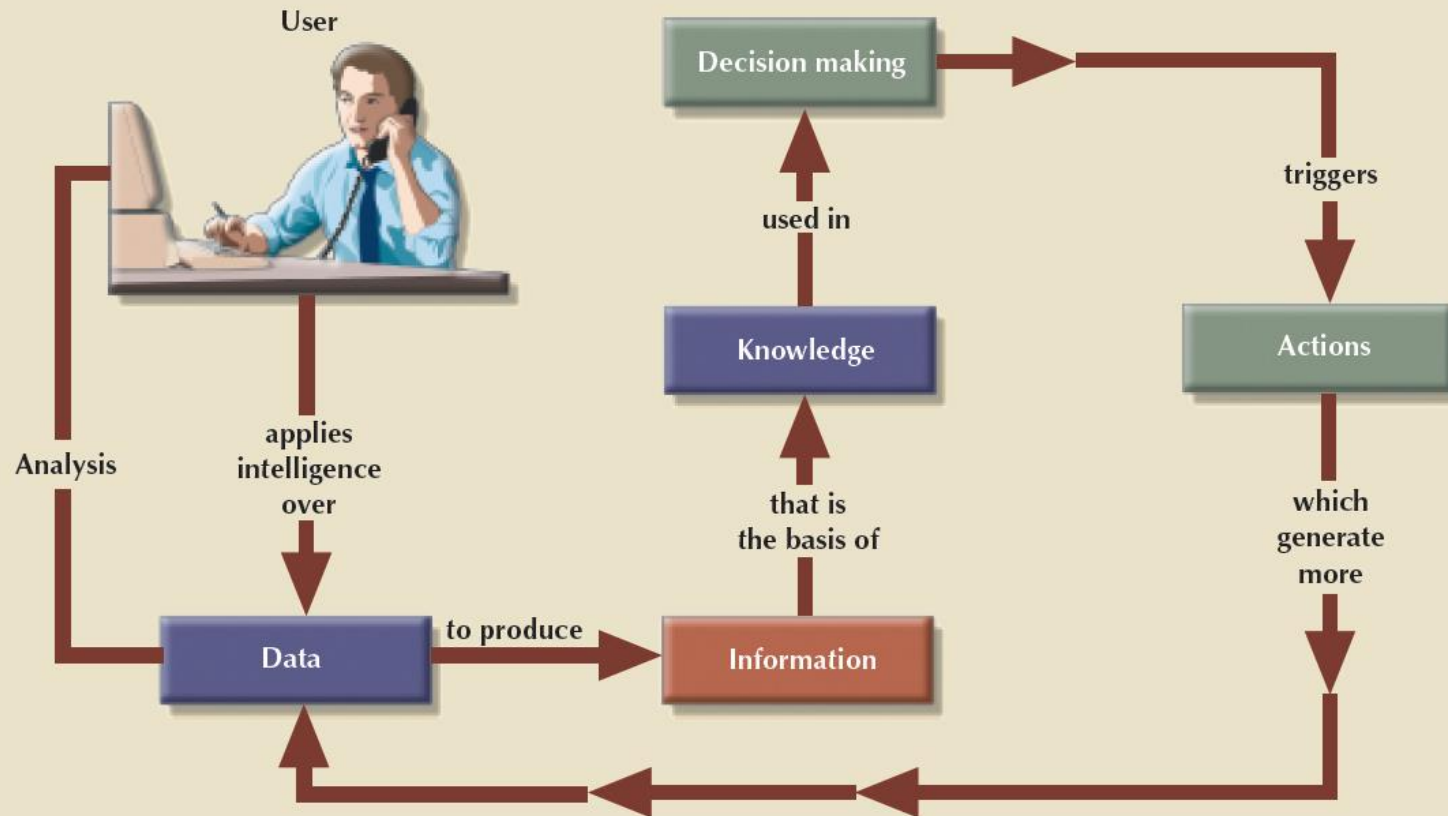 User
Analysis
applies
intelligence
over
Data
to produce
Information
that is
the basis of
Knowledge
used in
Decision making
triggers
Actions
which
generate
more